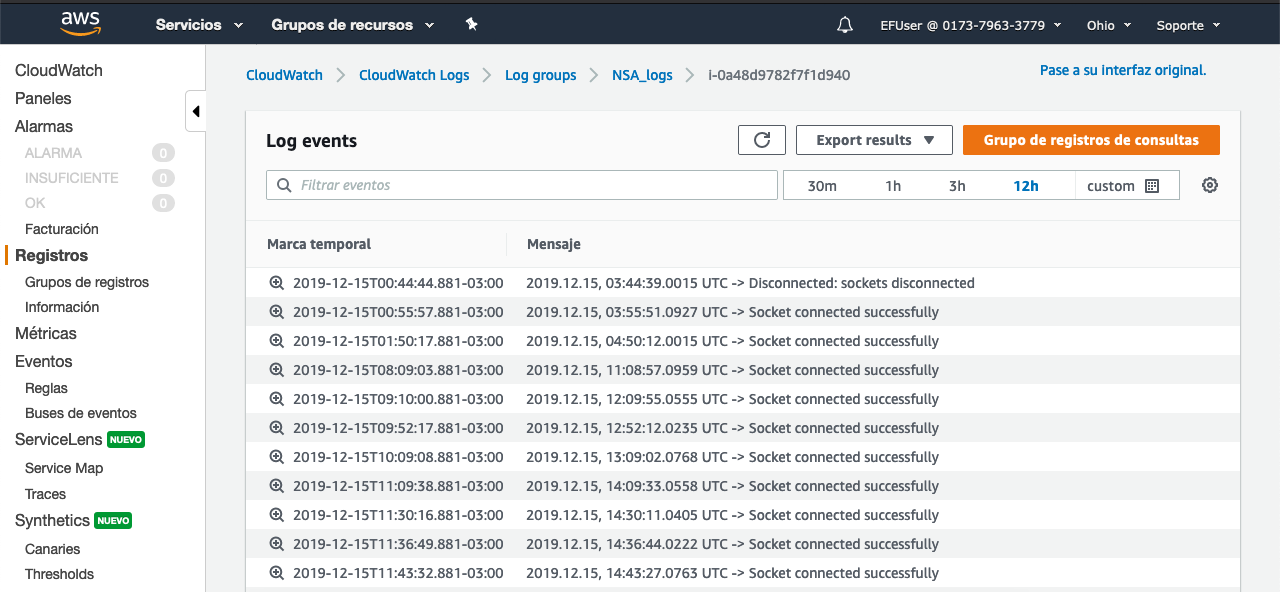 aws Servicios Grupos de recursos EFUser @ 0173-7963-3779 Ohio Soporte
CloudWatch
Paneles
Alarmas
ALARMA 0
INSUFICIENTE 0
OK 0
Facturación
Registros
Grupos de registros
Información
Métricas
Eventos
Reglas
Buses de eventos
ServiceLens NUEVO
Service Map
Traces
Synthetics NUEVO
Canaries
Thresholds
CloudWatch CloudWatch Logs Log groups NSA_logs i-0a48d9782f7f1d940
Pase a su interfaz original.
Log events
Export results
Grupo de registros de consultas
Filtrar eventos
30m 1h 3h 12h custom
Marca temporal Mensaje
2019-12-15T00:44:44.881-03:00 2019.12.15, 03:44:39.0015 UTC -> Disconnected: sockets disconnected
2019-12-15T00:55:57.881-03:00 2019.12.15, 03:55:51.0927 UTC -> Socket connected successfully
2019-12-15T01:50:17.881-03:00 2019.12.15, 04:50:12.0015 UTC -> Socket connected successfully
2019-12-15T08:09:03.881-03:00 2019.12.15, 11:08:57.0959 UTC -> Socket connected successfully
2019-12-15T09:10:00.881-03:00 2019.12.15, 12:09:55.0555 UTC -> Socket connected successfully
2019-12-15T09:52:17.881-03:00 2019.12.15, 12:52:12.0235 UTC -> Socket connected successfully
2019-12-15T10:09:08.881-03:00 2019.12.15, 13:09:02.0768 UTC -> Socket connected successfully
2019-12-15T11:09:38.881-03:00 2019.12.15, 14:09:33.0558 UTC -> Socket connected successfully
2019-12-15T11:30:16.881-03:00 2019.12.15, 14:30:11.0405 UTC -> Socket connected successfully
2019-12-15T11:36:49.881-03:00 2019.12.15, 14:36:44.0222 UTC -> Socket connected successfully
2019-12-15T11:43:32.881-03:00 2019.12.15, 14:43:27.0763 UTC -> Socket connected successfully